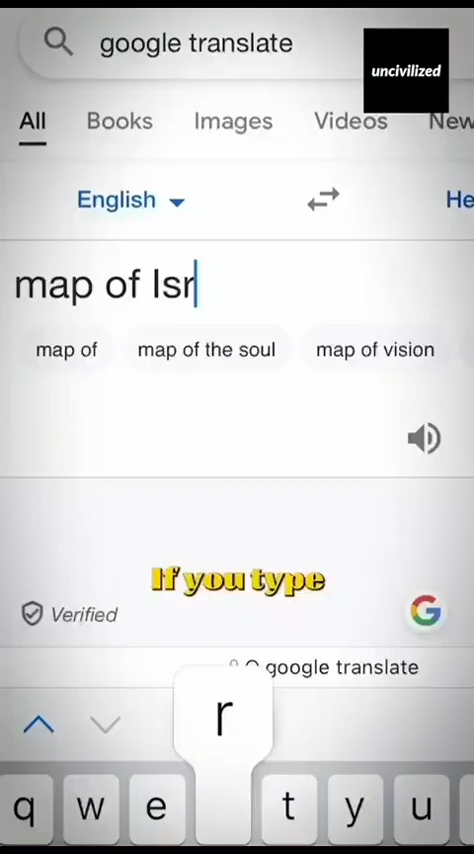 google translate
uncivilized
All Books Images Videos New
English He
map of Isr
map of map of the soul map of vision
If you type
Verified
google translate
r
q w e t y u